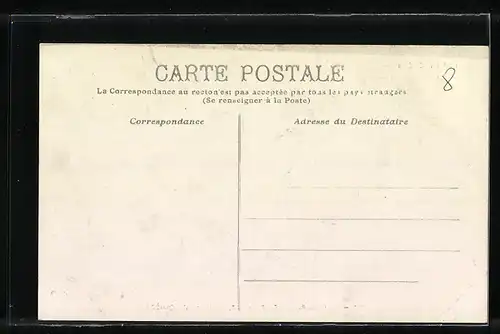 CARTE POSTALE
8
La Correspondance au recto n'est pas acceptée par tous les pays étrangers
(Se renseigner à la Poste)
Correspondance
Adresse du Destinataire